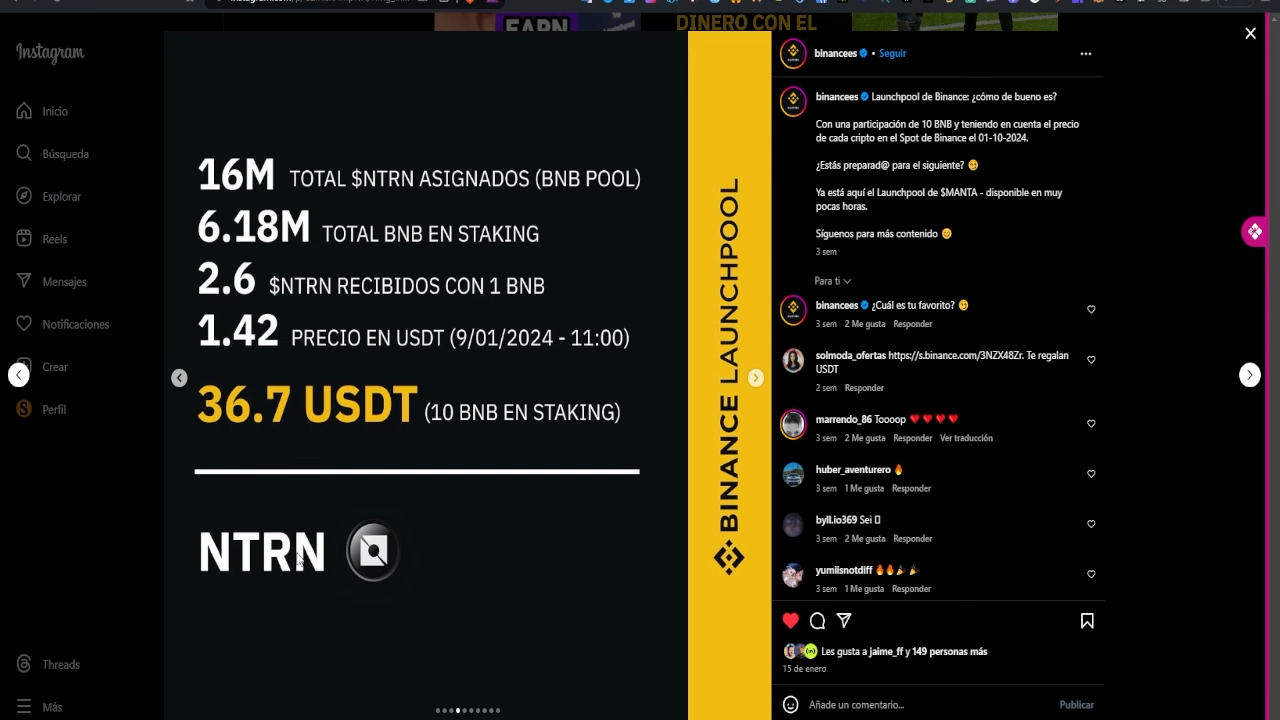 EARN
DINERO CON EL
Instagram
Inicio
Búsqueda
Explorar
Reels
Mensajes
Notificaciones
Crear
Perfil
Threads
Más
16M TOTAL $NTRN ASIGNADOS (BNB POOL)
6.18M TOTAL BNB EN STAKING
2.6 $NTRN RECIBIDOS CON 1 BNB
1.42 PRECIO EN USDT (9/01/2024 - 11:00)
36.7 USDT (10 BNB EN STAKING)
NTRN
BINANCE LAUNCHPOOL
binancees • Seguir
binancees Launchpool de Binance: ¿cómo de bueno es?
Con una participación de 10 BNB y teniendo en cuenta el precio
de cada cripto en el Spot de Binance el 01-10-2024.
¿Estás preparad@ para el siguiente? 😏
Ya está aquí el Launchpool de $MANTA - disponible en muy
pocas horas.
Síguenos para más contenido 😊
3 sem
Para ti
binancees ¿Cuál es tu favorito? 😏
3 sem 2 Me gusta Responder
solmoda_ofertas https://s.binance.com/3NZX48Zr. Te regalan
USDT
2 sem Responder
marrendo_86 Toooop ❤️❤️❤️❤️
3 sem 2 Me gusta Responder Ver traducción
huber_aventurero 🔥
3 sem 1 Me gusta Responder
byll.io369 Sei
3 sem 2 Me gusta Responder
yumiisnotdiff 🔥🔥🎉🎉
3 sem 1 Me gusta Responder
Les gusta a jaime_ff y 149 personas más
15 de enero
Añade un comentario...
Publicar